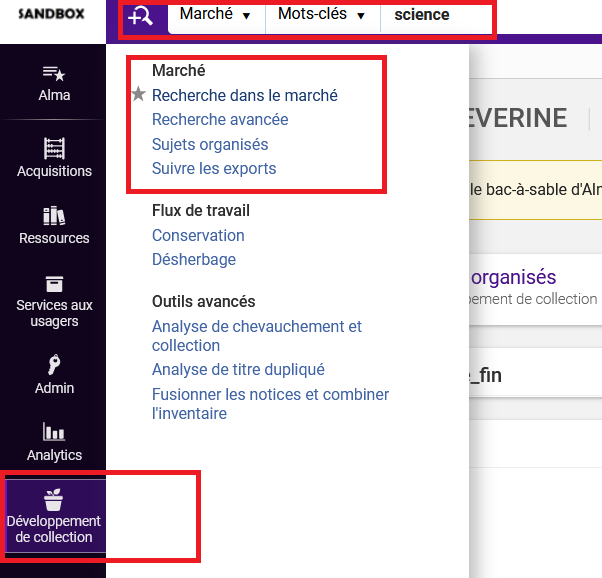 SANDBOX
Marché
Mots-clés
science
Alma
Acquisitions
Ressources
Services aux
usagers
Admin
Analytics
Développement
de collection
Marché
Recherche dans le marché
Recherche avancée
Sujets organisés
Suivre les exports
Flux de travail
Conservation
Désherbage
Outils avancés
Analyse de chevauchement et
collection
Analyse de titre dupliqué
Fusionner les notices et combiner
l'inventaire
EVERINE
le bac-à-sable d'Alm
organisés
pement de collection
_fin